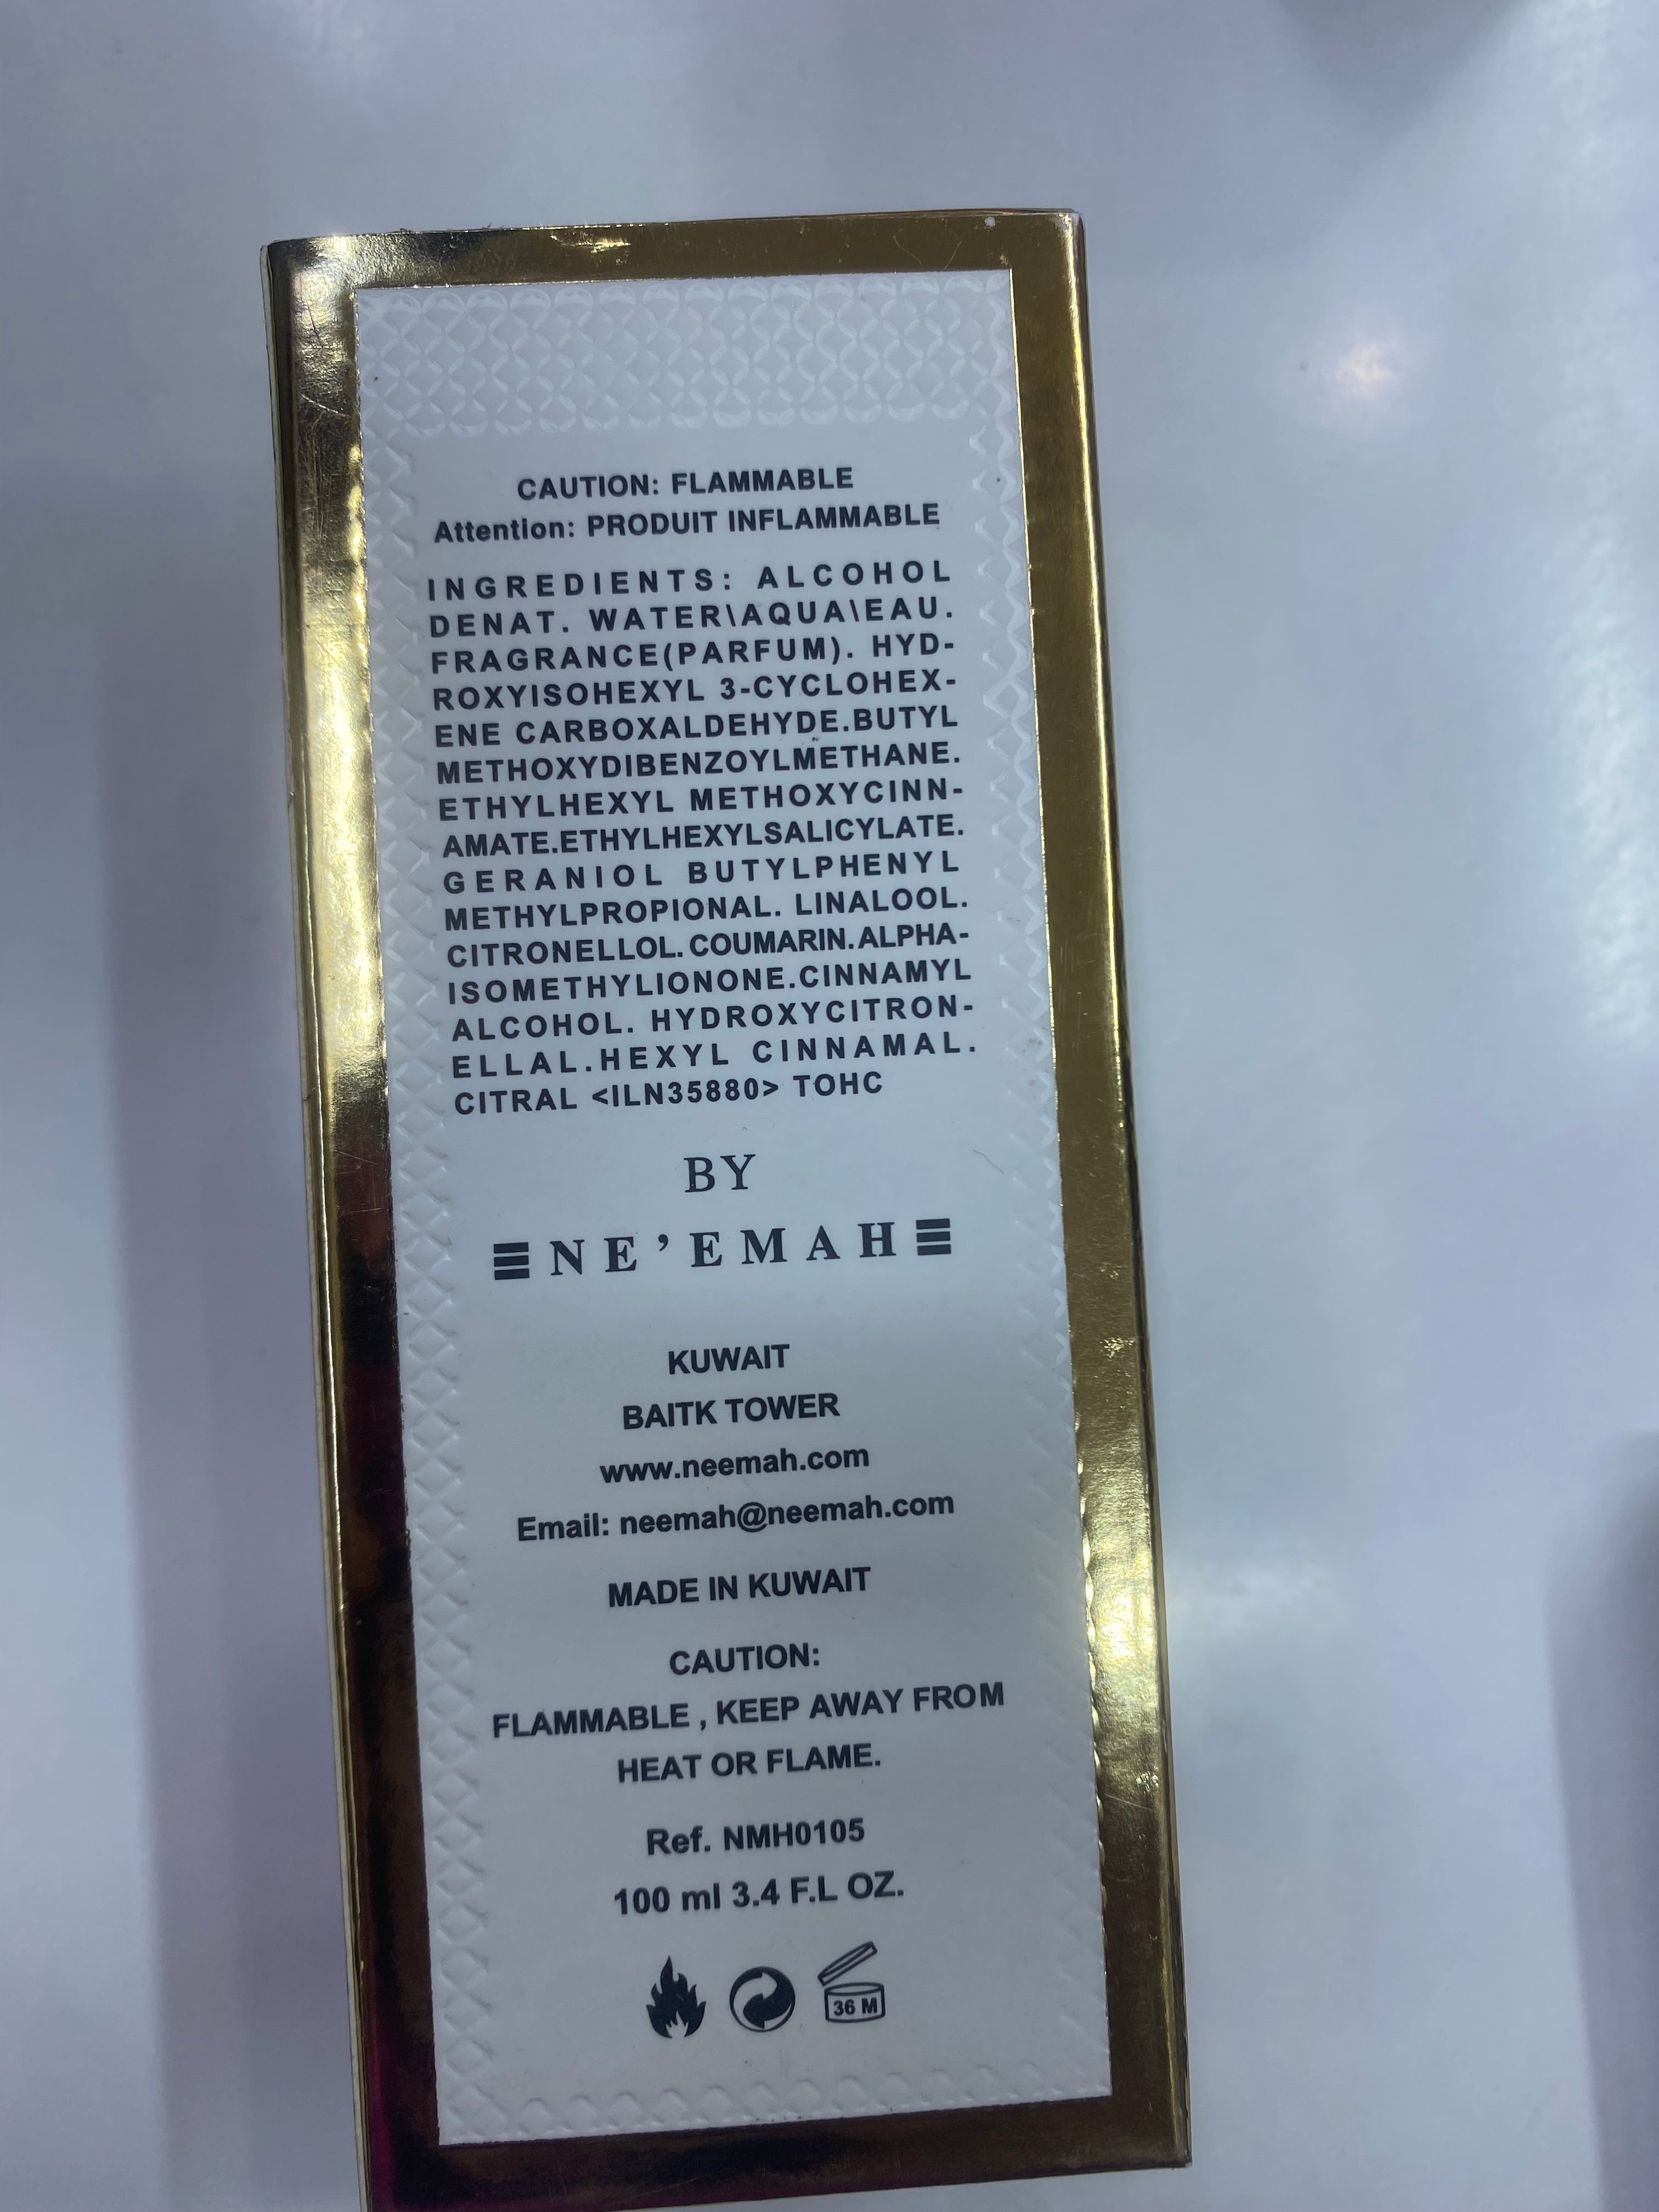 CAUTION: FLAMMABLE
Attention: PRODUIT INFLAMMABLE
INGREDIENTS: ALCOHOL
DENAT. WATER\AQUA\EAU.
FRAGRANCE(PARFUM). HYD-
ROXYISOHEXYL 3-CYCLOHEX-
ENE CARBOXALDEHYDE.BUTYL
METHOXYDIBENZOYLMETHANE.
ETHYLHEXYL METHOXYCINN-
AMATE.ETHYLHEXYLSALICYLATE.
GERANIOL BUTYLPHENYL
METHYLPROPIONAL. LINALOOL.
CITRONELLOL. COUMARIN. ALPHA-
ISOMETHYLIONONE.CINNAMYL
ALCOHOL. HYDROXYCITRON-
ELLAL.HEXYL CINNAMAL.
CITRAL <ILN35880> TOHC
BY
NE’EMAH
KUWAIT
BAITK TOWER
www.neemah.com
Email: neemah@neemah.com
MADE IN KUWAIT
CAUTION:
FLAMMABLE , KEEP AWAY FROM
HEAT OR FLAME.
Ref. NMH0105
100 ml 3.4 F.L OZ.
36 M